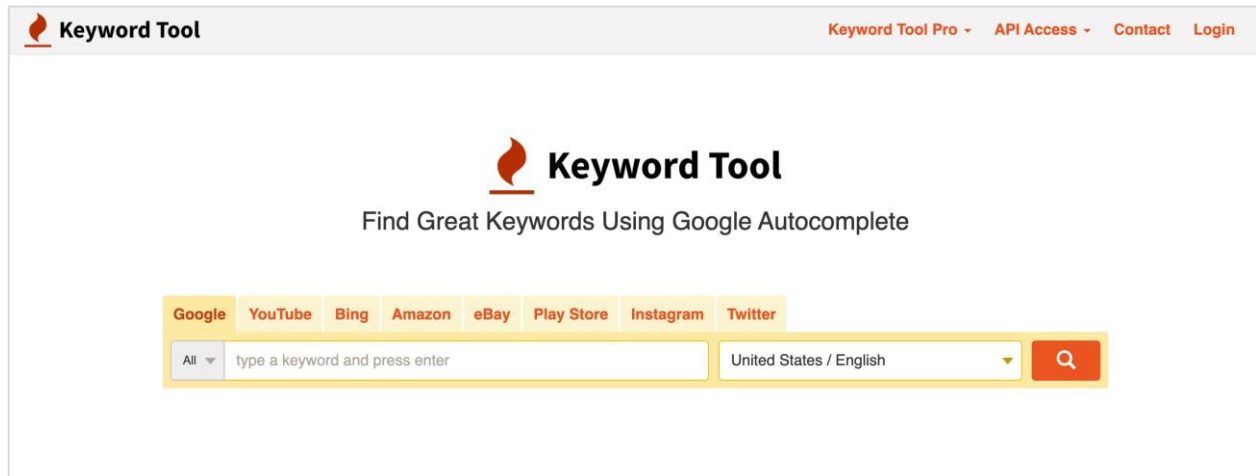 Keyword Tool
Keyword Tool Pro API Access Contact Login
Keyword Tool
Find Great Keywords Using Google Autocomplete
Google YouTube Bing Amazon eBay Play Store Instagram Twitter
All type a keyword and press enter United States / English